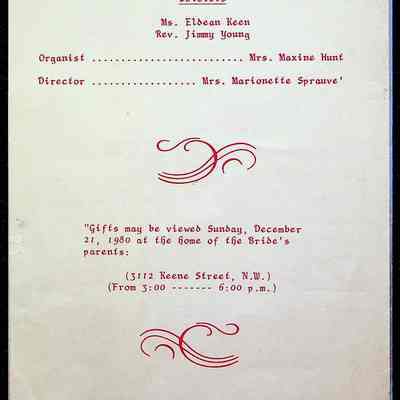 Soloists
Ms. Eldean Keen
Rev. Jimmy Young
Organist .......................... Mrs. Maxine Hunt
Director .................. Mrs. Marionette Sprauve'
"Gifts may be viewed Sunday, December
21, 1980 at the home of the Bride's
parents:
(3112 Keene Street, N.W.)
(From 3:00 ------- 6:00 p.m.)